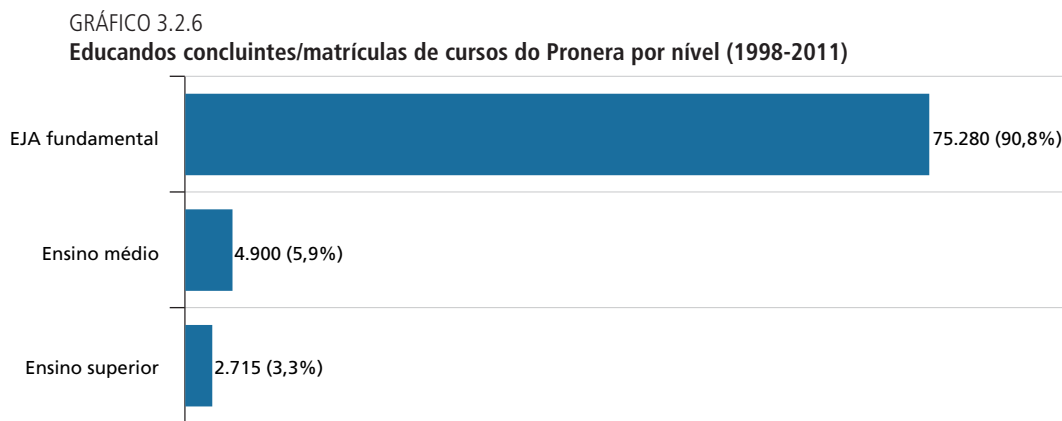 GRÁFICO 3.2.6
Educandos concluintes/matrículas de cursos do Pronera por nível (1998-2011)
EJA fundamental 75.280 (90,8%)
Ensino médio 4.900 (5,9%)
Ensino superior 2.715 (3,3%)